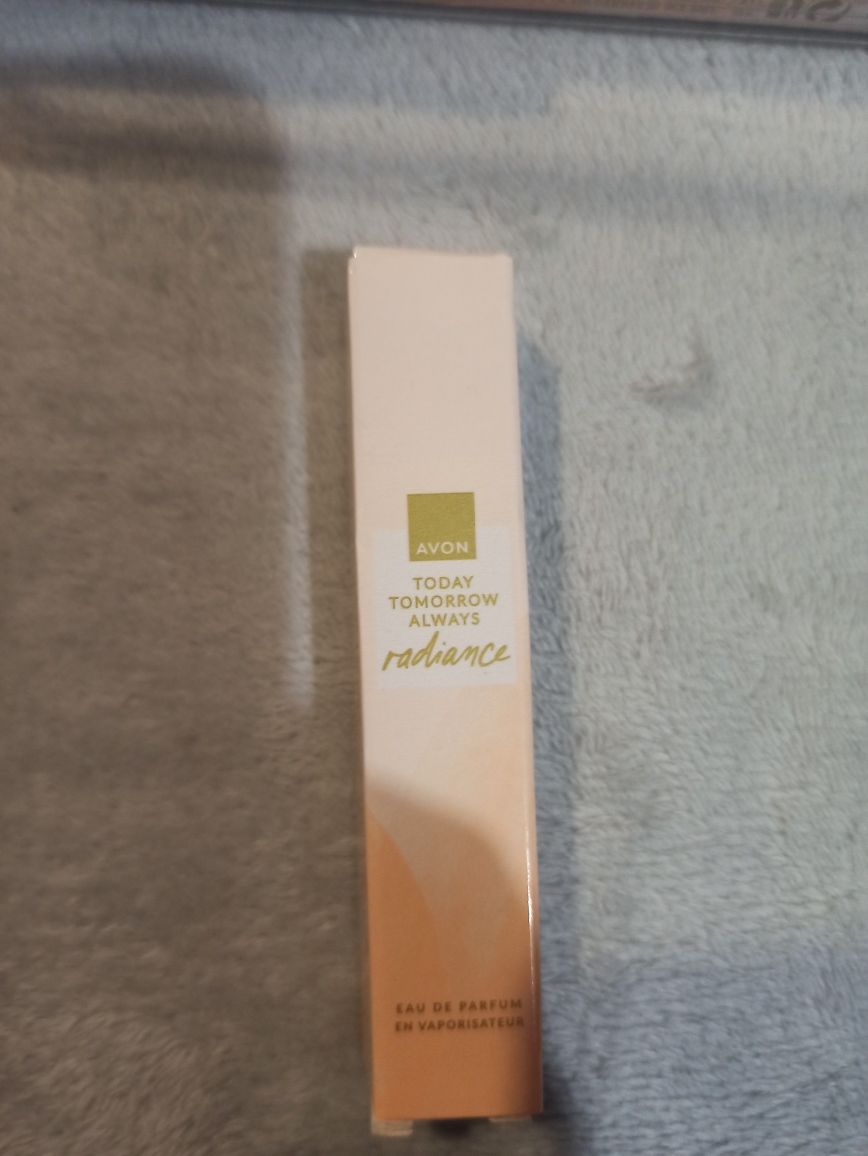 AVON
TODAY
TOMORROW
ALWAYS
radiance
EAU DE PARFUM
EN VAPORISATEUR